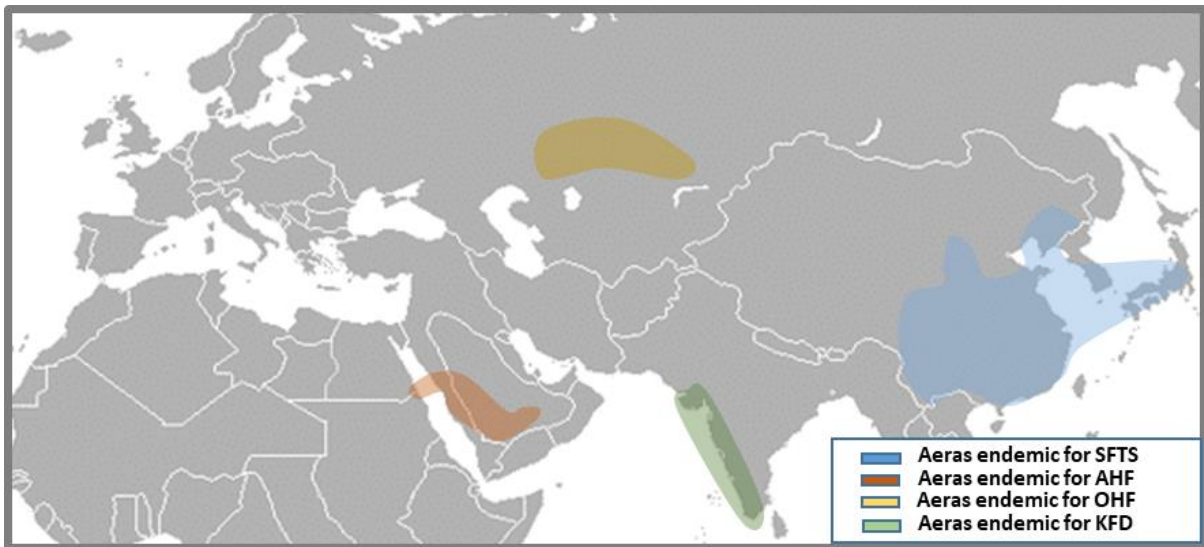 Aeras endemic for SFTS
Aeras endemic for AHF
Aeras endemic for OHF
Aeras endemic for KFD